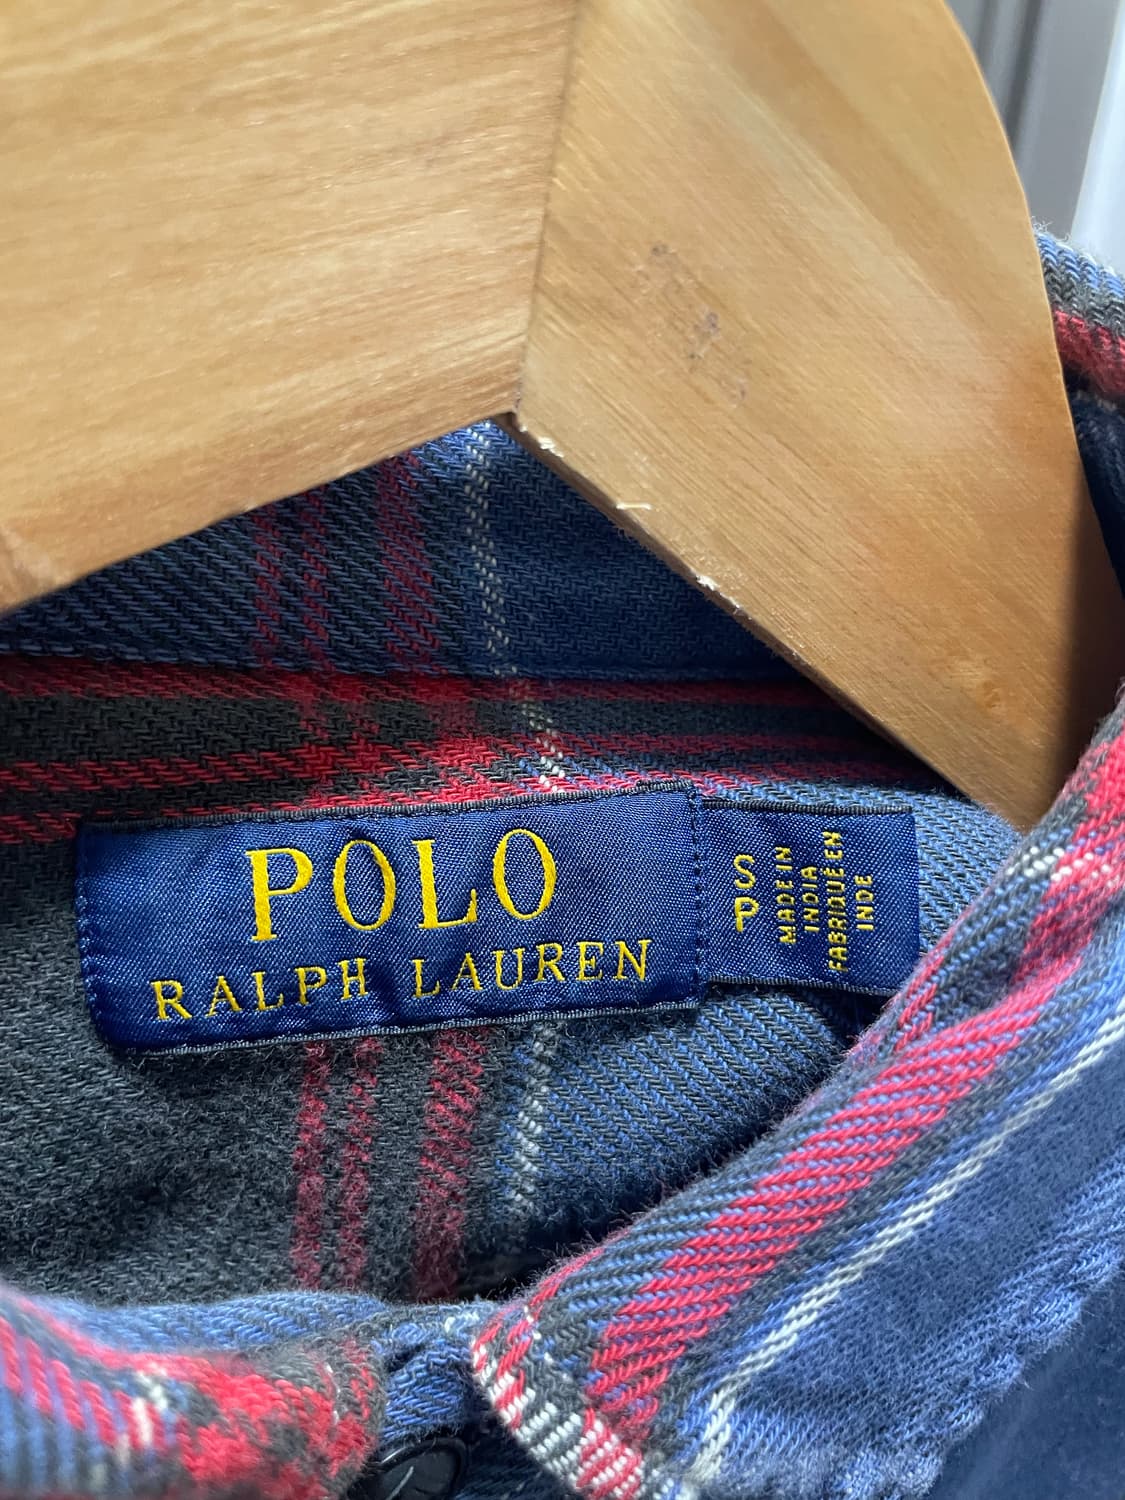 POLO
RALPH LAUREN
S
P
MADE IN
INDIA
FABRIQUÉ EN
INDE